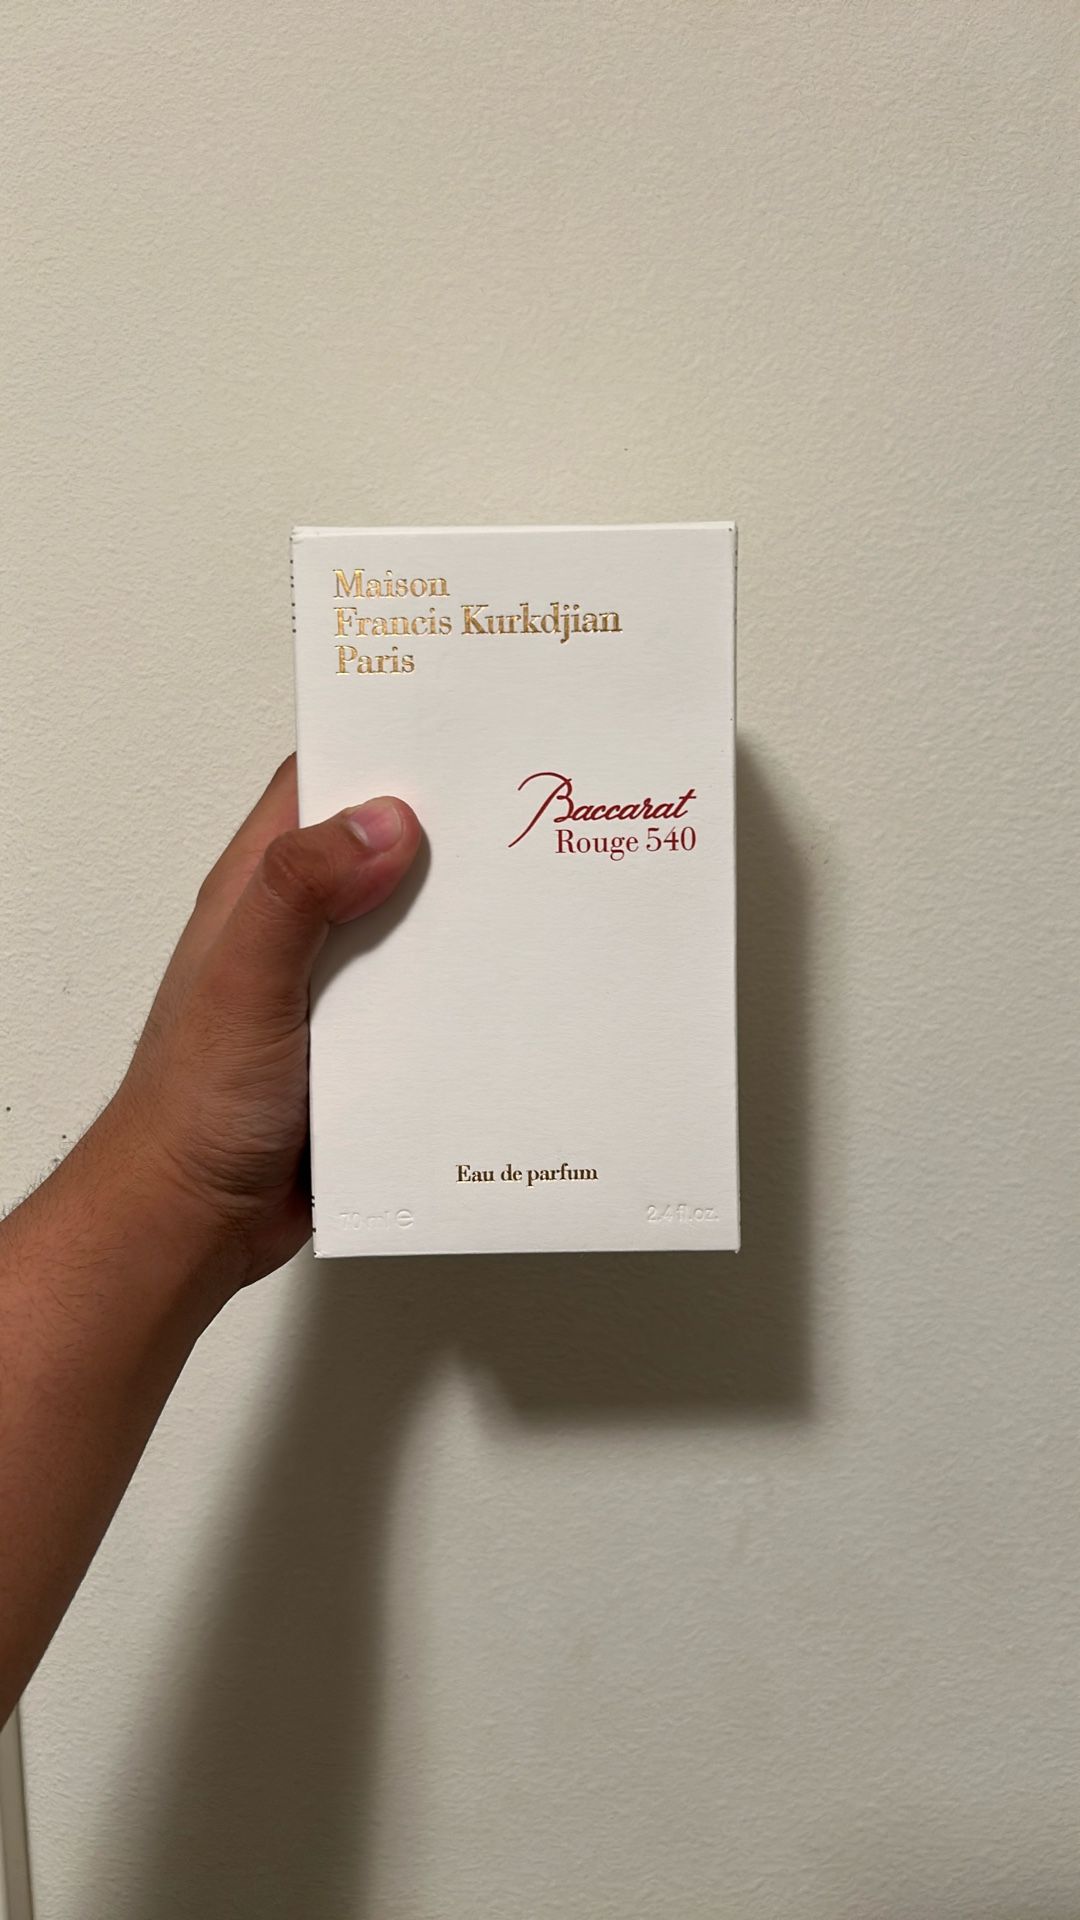 Maison
Francis Kurkdjian
Paris
Baccarat
Rouge 540
Eau de parfum
70 ml ℮
2.4 fl.oz.